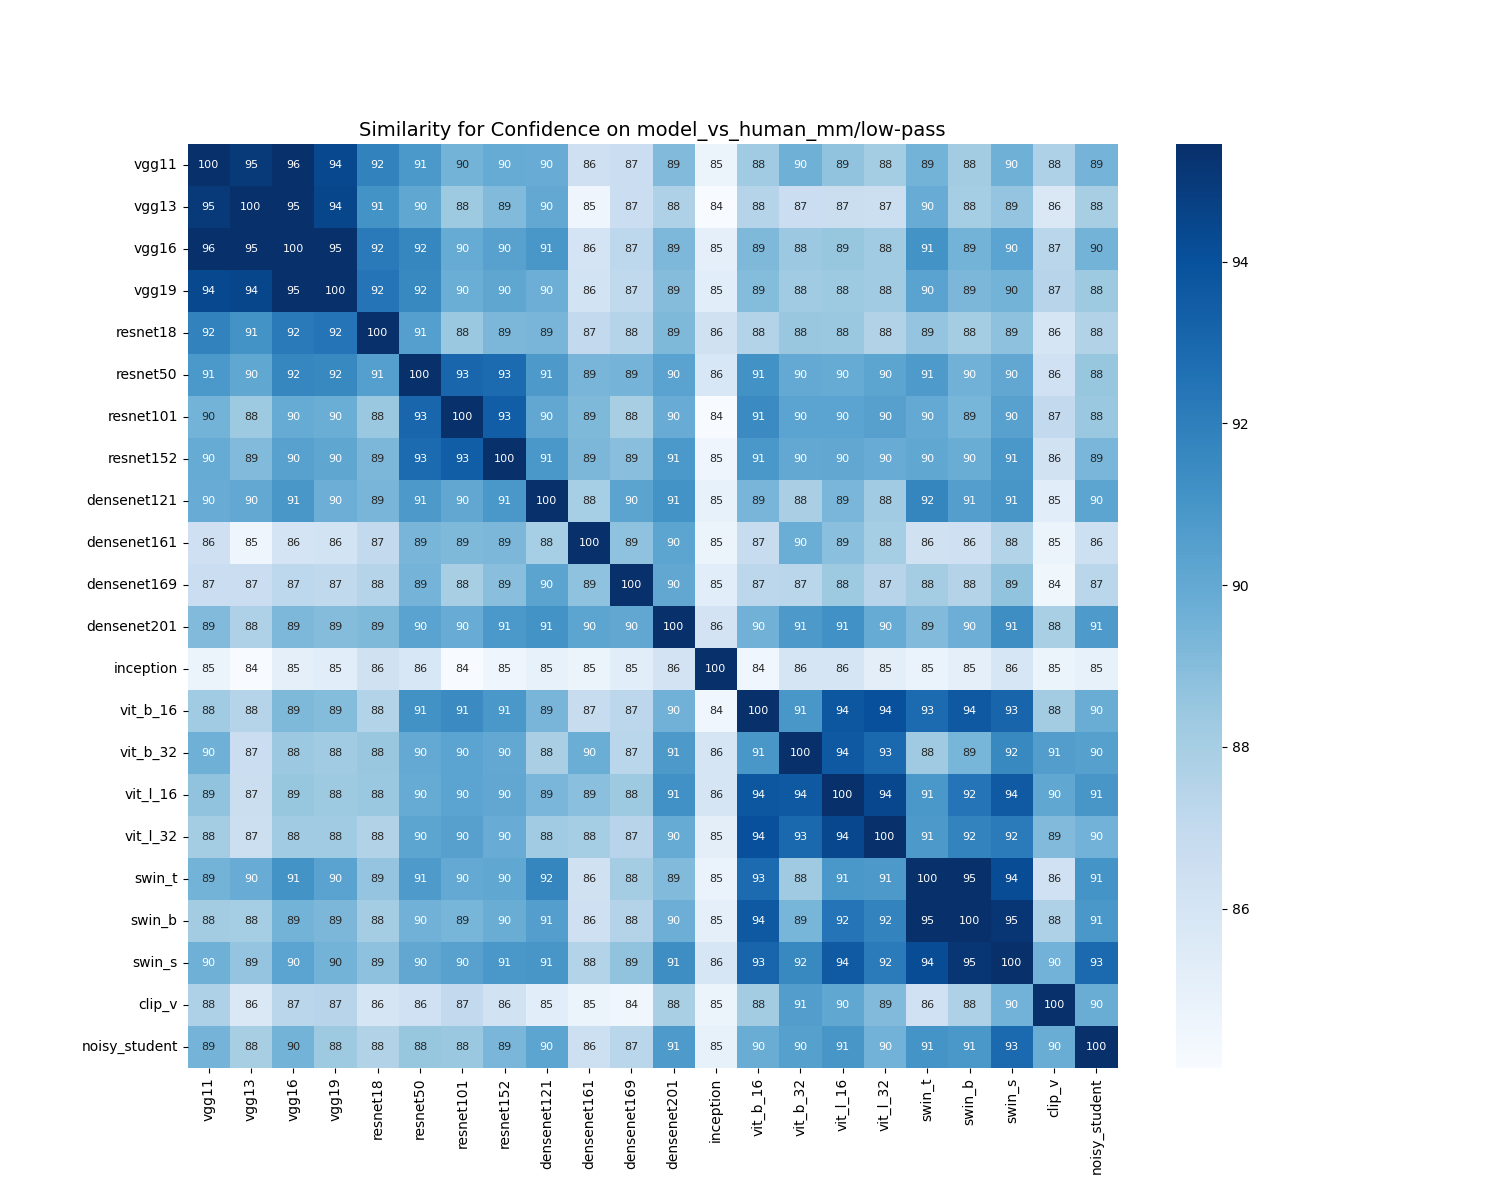 Similarity for Confidence on model_vs_human_mm/low-pass
vgg11 100 95 96 94 92 91 90 90 90 86 87 89 85 88 90 89 88 89 88 90 88 89
vgg13 95 100 95 94 91 90 88 89 90 85 87 88 84 88 87 87 87 90 88 89 86 88
vgg16 96 95 100 95 92 92 90 90 91 86 87 89 85 89 88 89 88 91 89 90 87 90
vgg19 94 94 95 100 92 92 90 90 90 86 87 89 85 89 88 88 88 90 89 90 87 88
resnet18 92 91 92 92 100 91 88 89 89 87 88 89 86 88 88 88 88 89 88 89 86 88
resnet50 91 90 92 92 91 100 93 93 91 89 89 90 86 91 90 90 90 91 90 90 86 88
resnet101 90 88 90 90 88 93 100 93 90 89 88 90 84 91 90 90 90 90 89 90 87 88
resnet152 90 89 90 90 89 93 93 100 91 89 89 91 85 91 90 90 90 90 90 91 86 89
densenet121 90 90 91 90 89 91 90 91 100 88 90 91 85 89 88 89 88 92 91 91 85 90
densenet161 86 85 86 86 87 89 89 89 88 100 89 90 85 87 90 89 88 86 86 88 85 86
densenet169 87 87 87 87 88 89 88 89 90 89 100 90 85 87 87 88 87 88 88 89 84 87
densenet201 89 88 89 89 89 90 90 91 91 90 90 100 86 90 91 91 90 89 90 91 88 91
inception 85 84 85 85 86 86 84 85 85 85 85 86 100 84 86 86 85 85 85 86 85 85
vit_b_16 88 88 89 89 88 91 91 91 89 87 87 90 84 100 91 94 94 93 94 93 88 90
vit_b_32 90 87 88 88 88 90 90 90 88 90 87 91 86 91 100 94 93 88 89 92 91 90
vit_l_16 89 87 89 88 88 90 90 90 89 89 88 91 86 94 94 100 94 91 92 94 90 91
vit_l_32 88 87 88 88 88 90 90 90 88 88 87 90 85 94 93 94 100 91 92 92 89 90
swin_t 89 90 91 90 89 91 90 90 92 86 88 89 85 93 88 91 91 100 95 94 86 91
swin_b 88 88 89 89 88 90 89 90 91 86 88 90 85 94 89 92 92 95 100 95 88 91
swin_s 90 89 90 90 89 90 90 91 91 88 89 91 86 93 92 94 92 94 95 100 90 93
clip_v 88 86 87 87 86 86 87 86 85 85 84 88 85 88 91 90 89 86 88 90 100 90
noisy_student 89 88 90 88 88 88 88 89 90 86 87 91 85 90 90 91 90 91 91 93 90 100
vgg11 vgg13 vgg16 vgg19 resnet18 resnet50 resnet101 resnet152 densenet121 densenet161 densenet169 densenet201 inception vit_b_16 vit_b_32 vit_l_16 vit_l_32 swin_t swin_b swin_s clip_v noisy_student
94
92
90
88
86